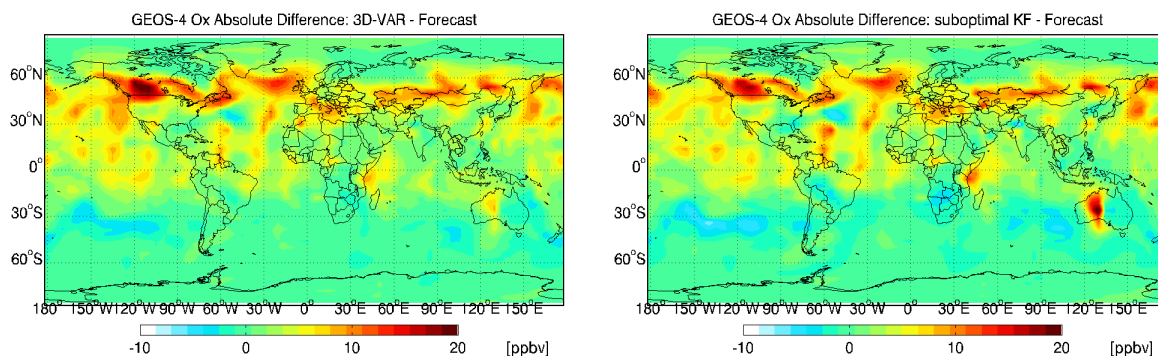 GEOS-4 Ox Absolute Difference: 3D-VAR - Forecast
60°N
30°N
0°
30°S
60°S
180°W 150°W 120°W 90°W 60°W 30°W 0° 30°E 60°E 90°E 120°E 150°E
-10 0 10 20 [ppbv]
GEOS-4 Ox Absolute Difference: suboptimal KF - Forecast
60°N
30°N
0°
30°S
60°S
180°W 150°W 120°W 90°W 60°W 30°W 0° 30°E 60°E 90°E 120°E 150°E
-10 0 10 20 [ppbv]